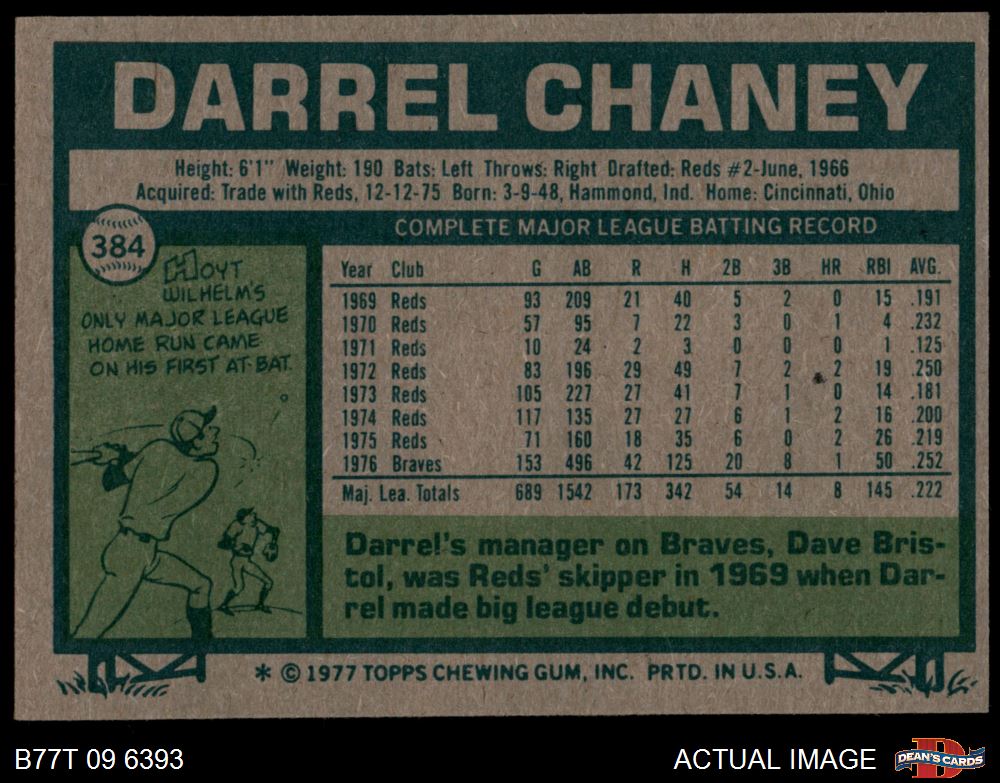 DARREL CHANEY
Height: 6'1" Weight: 190 Bats: Left Throws: Right Drafted: Reds #2-June, 1966
Acquired: Trade with Reds, 12-12-75 Born: 3-9-48, Hammond, Ind. Home: Cincinnati, Ohio
384
HOYT
WILHELM'S
ONLY MAJOR LEAGUE
HOME RUN CAME
ON HIS FIRST AT-BAT.
COMPLETE MAJOR LEAGUE BATTING RECORD
Year Club G AB R H 2B 3B HR RBI AVG.
1969 Reds 93 209 21 40 5 2 0 15 .191
1970 Reds 57 95 7 22 3 0 1 4 .232
1971 Reds 10 24 2 3 0 0 0 1 .125
1972 Reds 83 196 29 49 7 2 2 19 .250
1973 Reds 105 227 27 41 7 1 0 14 .181
1974 Reds 117 135 27 27 6 1 2 16 .200
1975 Reds 71 160 18 35 6 0 2 26 .219
1976 Braves 153 496 42 125 20 8 1 50 .252
Maj. Lea. Totals 689 1542 173 342 54 14 8 145 .222
Darrel's manager on Braves, Dave Bris-
tol, was Reds' skipper in 1969 when Dar-
rel made big league debut.
* © 1977 TOPPS CHEWING GUM, INC. PRTD. IN U.S.A.
B77T 09 6393
ACTUAL IMAGE
D
DEAN'S CARDS